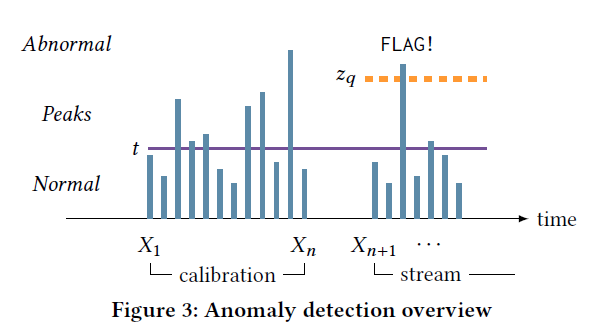 Abnormal
FLAG!
z_q
Peaks
t
Normal
time
X_1
X_n
X_{n+1}
···
calibration
stream
Figure 3: Anomaly detection overview